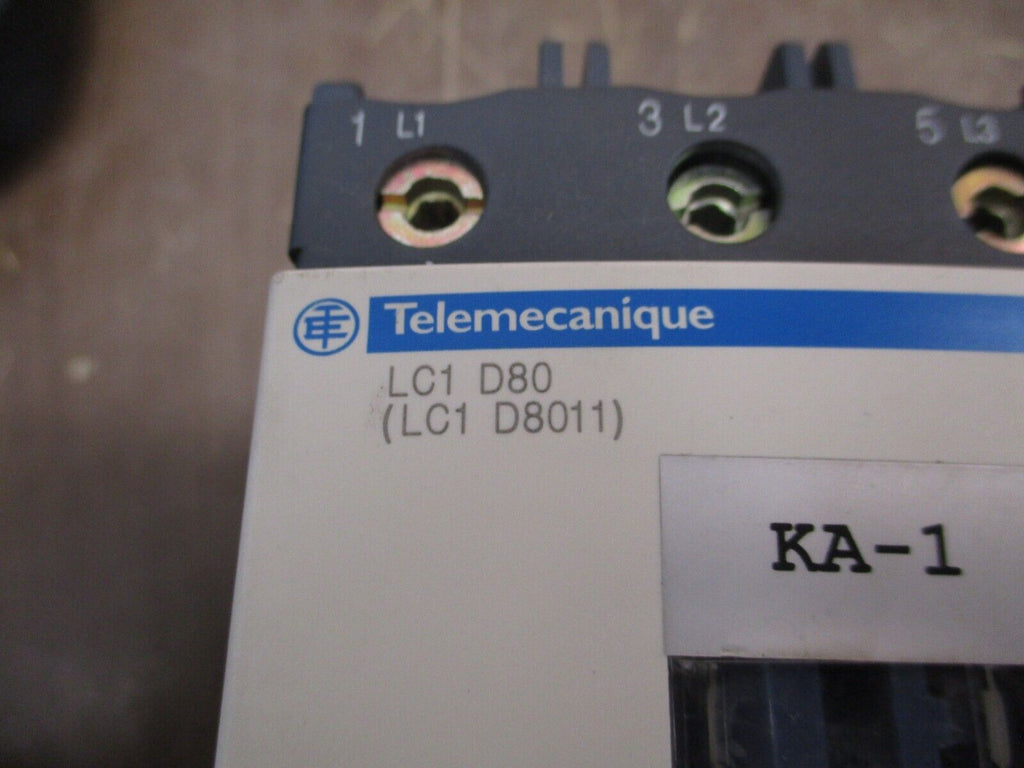 1 L1 3 L2 5 L3
Telemecanique
LC1 D80
(LC1 D8011)
KA-1